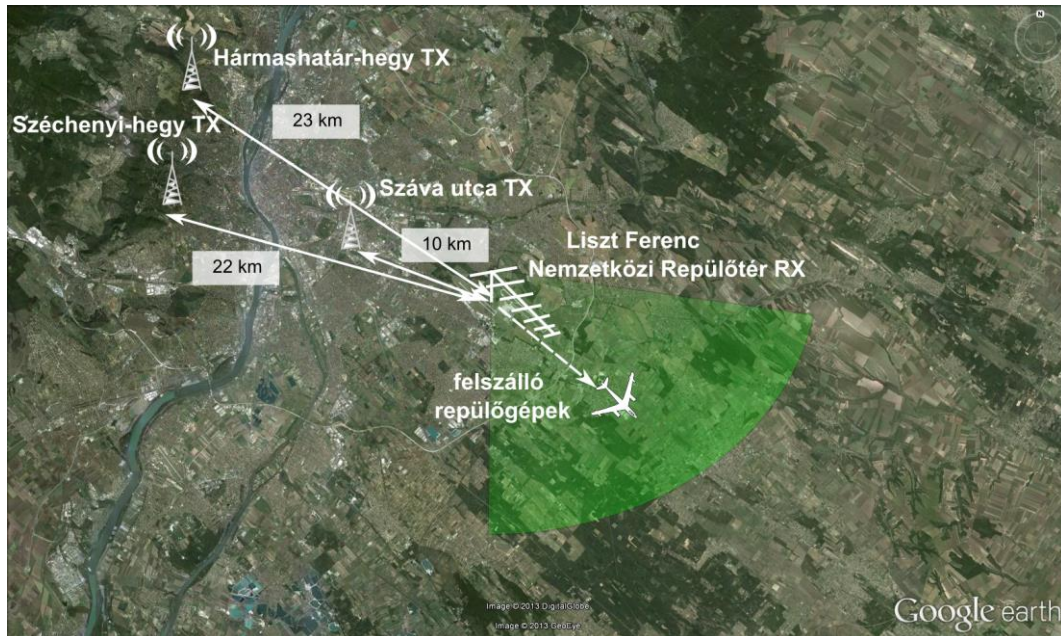 Hármashatár-hegy TX
23 km
Széchenyi-hegy TX
Száva utca TX
10 km
22 km
Liszt Ferenc
Nemzetközi Repülőtér RX
felszálló
repülőgépek
Image © 2013 DigitalGlobe
Image © 2013 GeoEye
Google earth
N